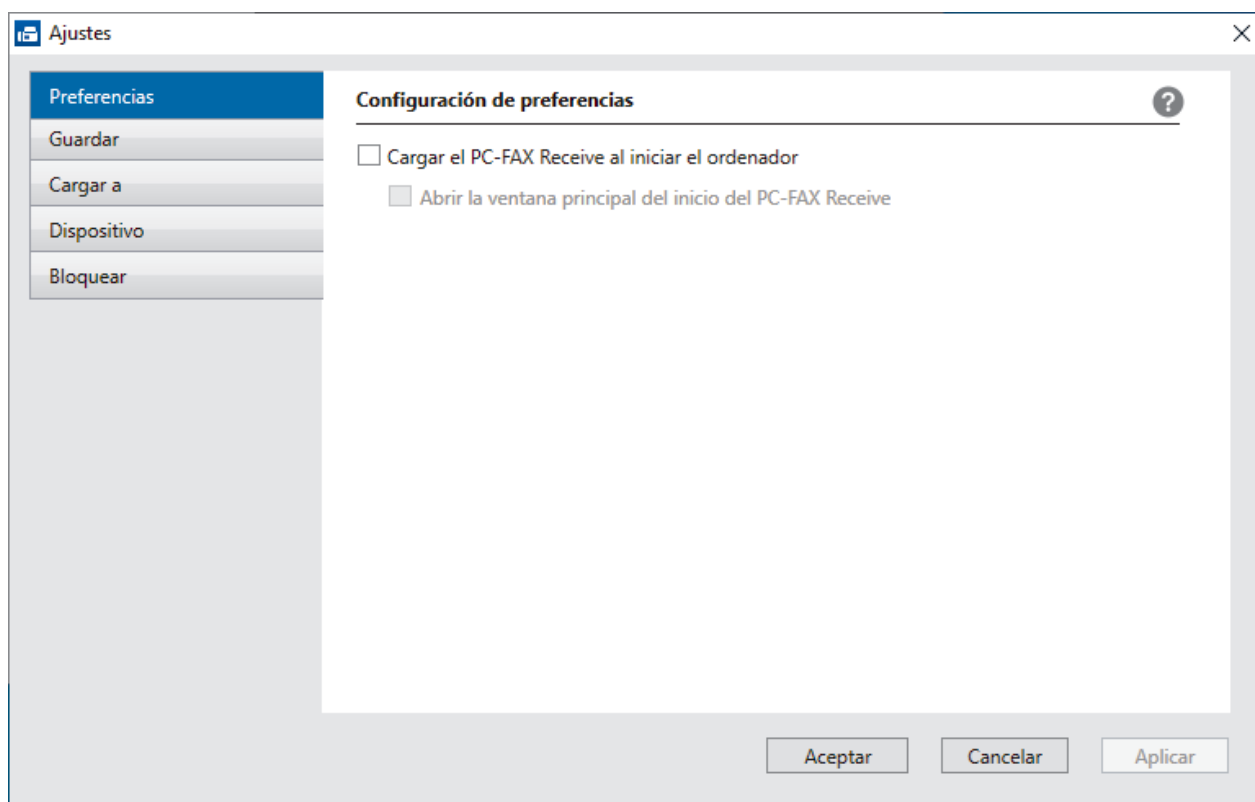 Ajustes
Preferencias
Guardar
Cargar a
Dispositivo
Bloquear
Configuración de preferencias
?
Cargar el PC-FAX Receive al iniciar el ordenador
Abrir la ventana principal del inicio del PC-FAX Receive
Aceptar
Cancelar
Aplicar